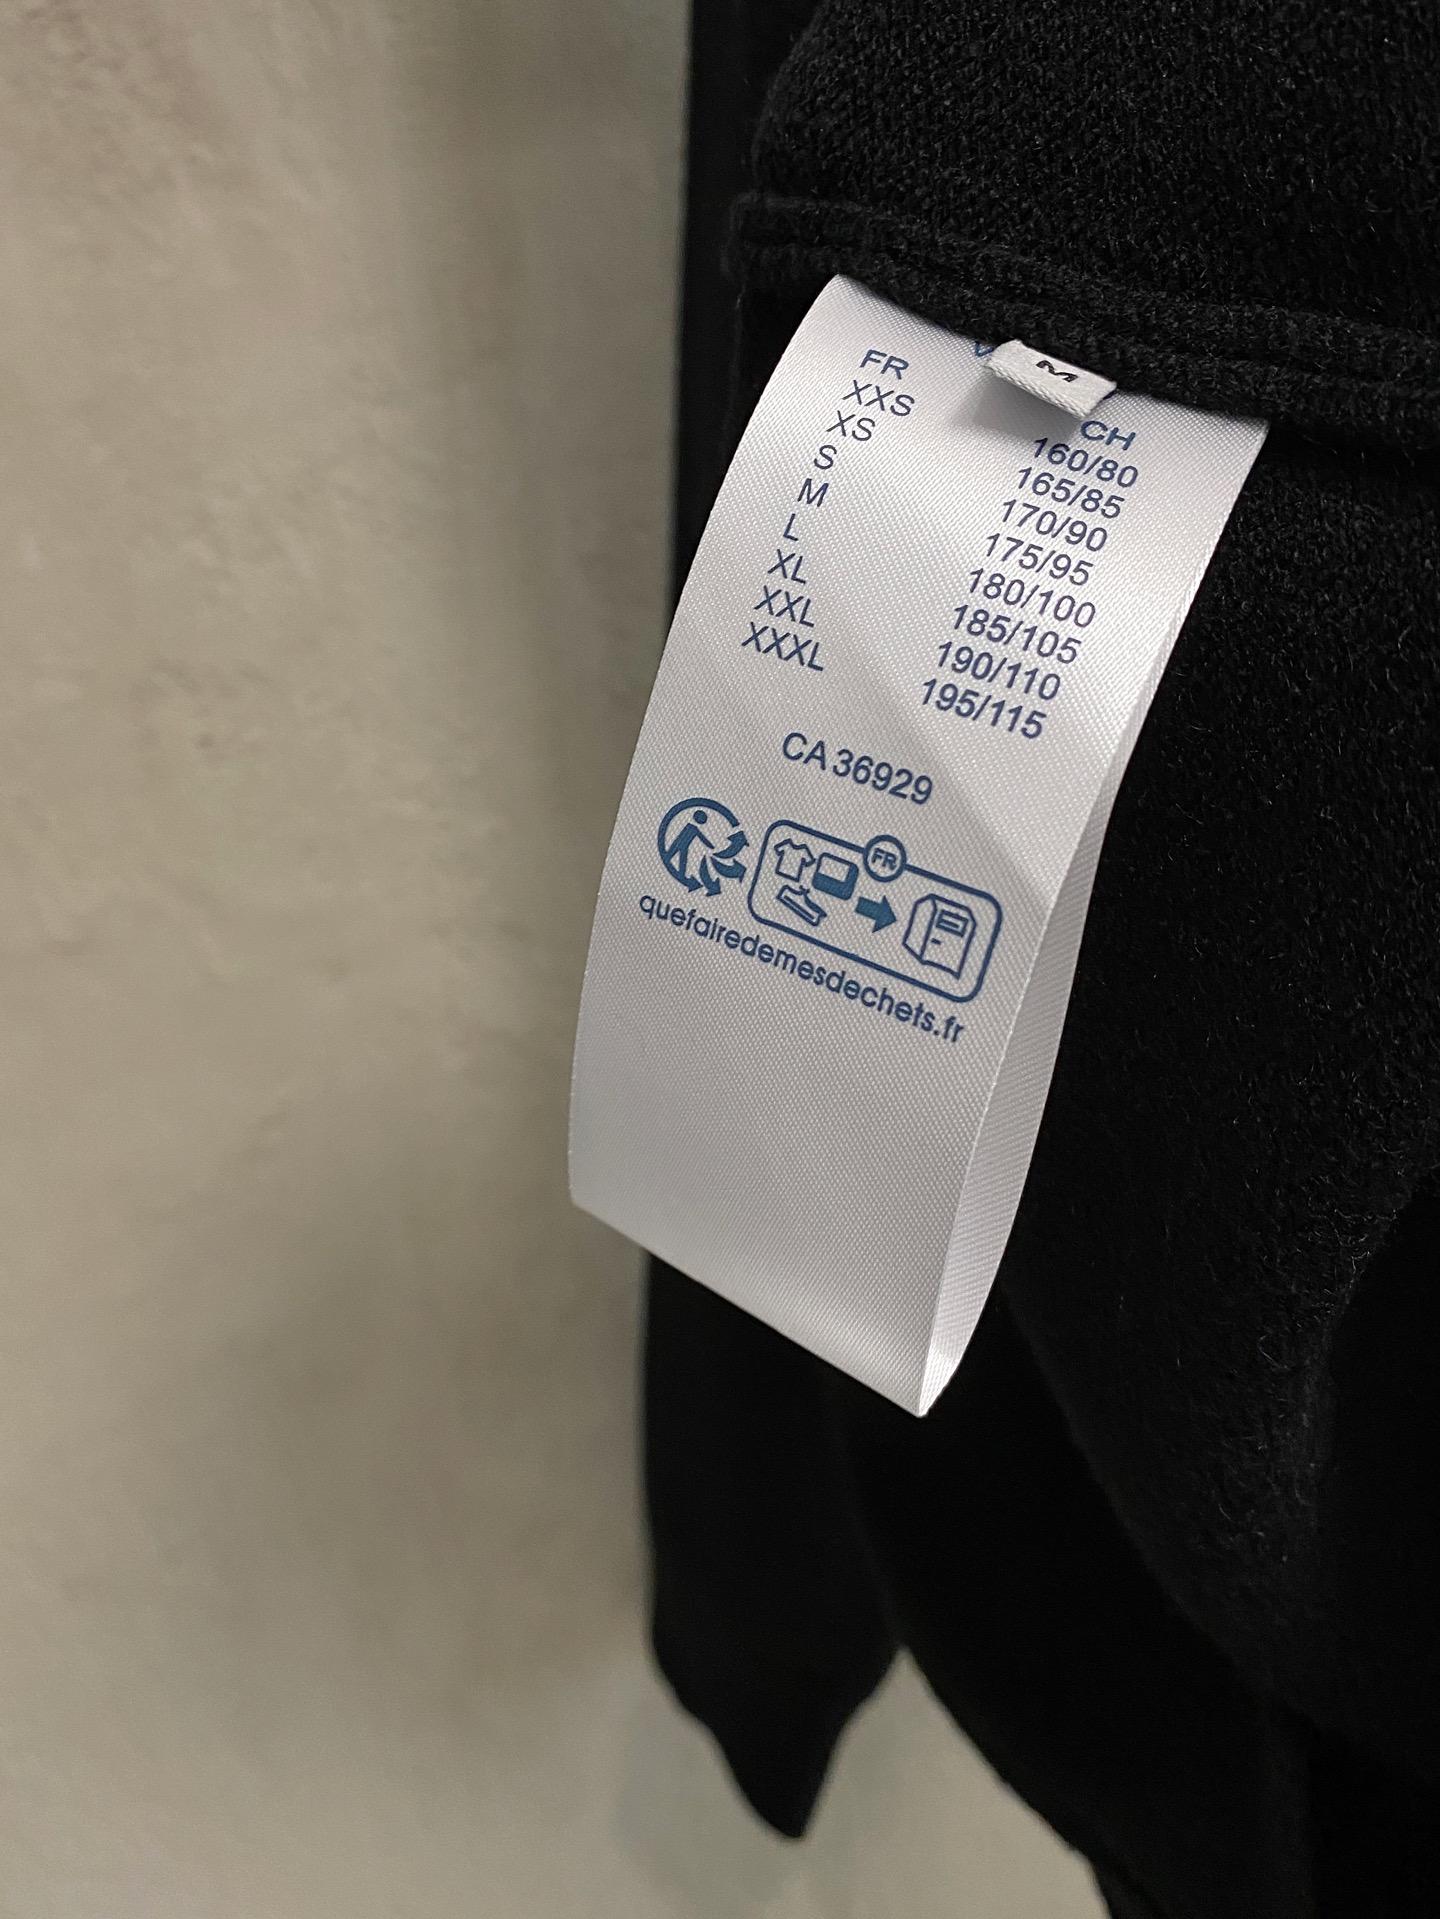 M
FR CH
XXS 160/80
XS 165/85
S 170/90
M 175/95
L 180/100
XL 185/105
XXL 190/110
XXXL 195/115
CA 36929
FR
quefairedemesdechets.fr